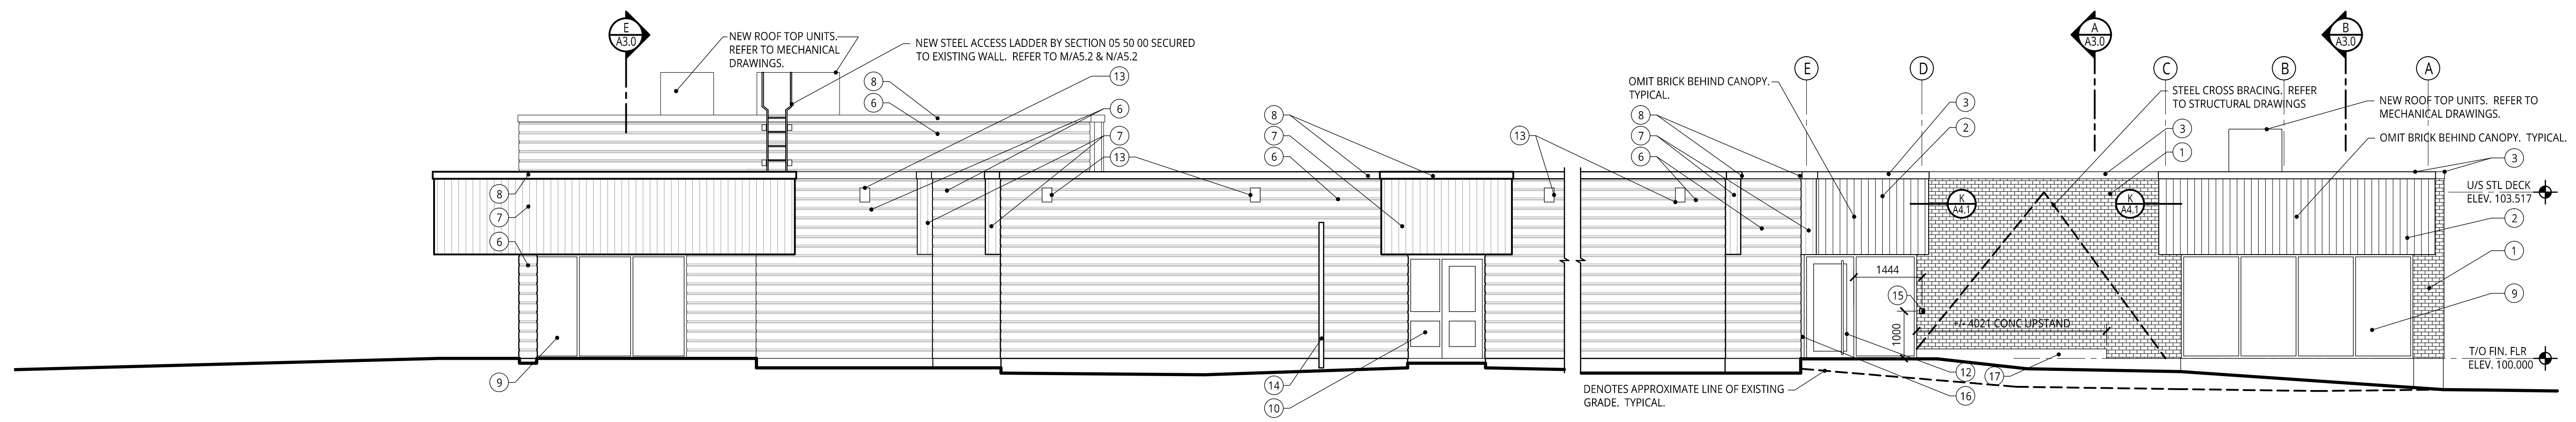 E
A3.0
NEW ROOF TOP UNITS.
REFER TO MECHANICAL
DRAWINGS.
NEW STEEL ACCESS LADDER BY SECTION 05 50 00 SECURED
TO EXISTING WALL.  REFER TO M/A5.2 & N/A5.2
8
6
13
6
7
13
8
7
6
9
8
7
6
14
10
13
8
7
6
OMIT BRICK BEHIND CANOPY.
TYPICAL.
E
D
A
A3.0
C
B
B
A3.0
A
3
2
STEEL CROSS BRACING.  REFER
TO STRUCTURAL DRAWINGS
3
1
NEW ROOF TOP UNITS.  REFER TO
MECHANICAL DRAWINGS.
OMIT BRICK BEHIND CANOPY.  TYPICAL.
3
U/S STL DECK
ELEV. 103.517
K
A4.1
K
A4.1
2
1
9
1444
15
1000
+/- 4021 CONC UPSTAND
T/O FIN. FLR
ELEV. 100.000
12
17
16
DENOTES APPROXIMATE LINE OF EXISTING
GRADE.  TYPICAL.